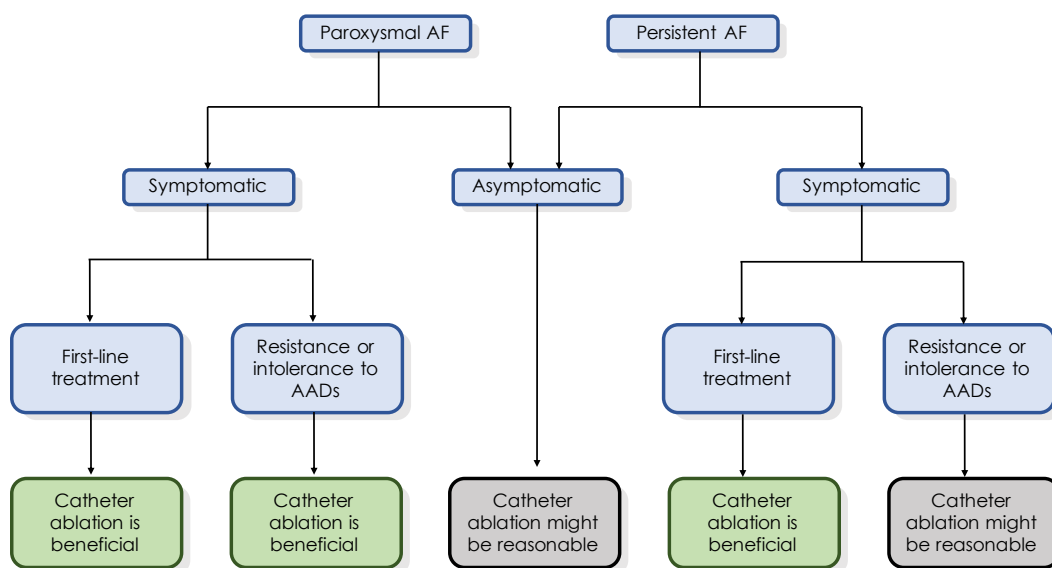 Paroxysmal AF
Persistent AF
Symptomatic
Asymptomatic
Symptomatic
First-line
treatment
Resistance or
intolerance to
AADs
First-line
treatment
Resistance or
intolerance to
AADs
Catheter
ablation is
beneficial
Catheter
ablation is
beneficial
Catheter
ablation might
be reasonable
Catheter
ablation is
beneficial
Catheter
ablation might
be reasonable